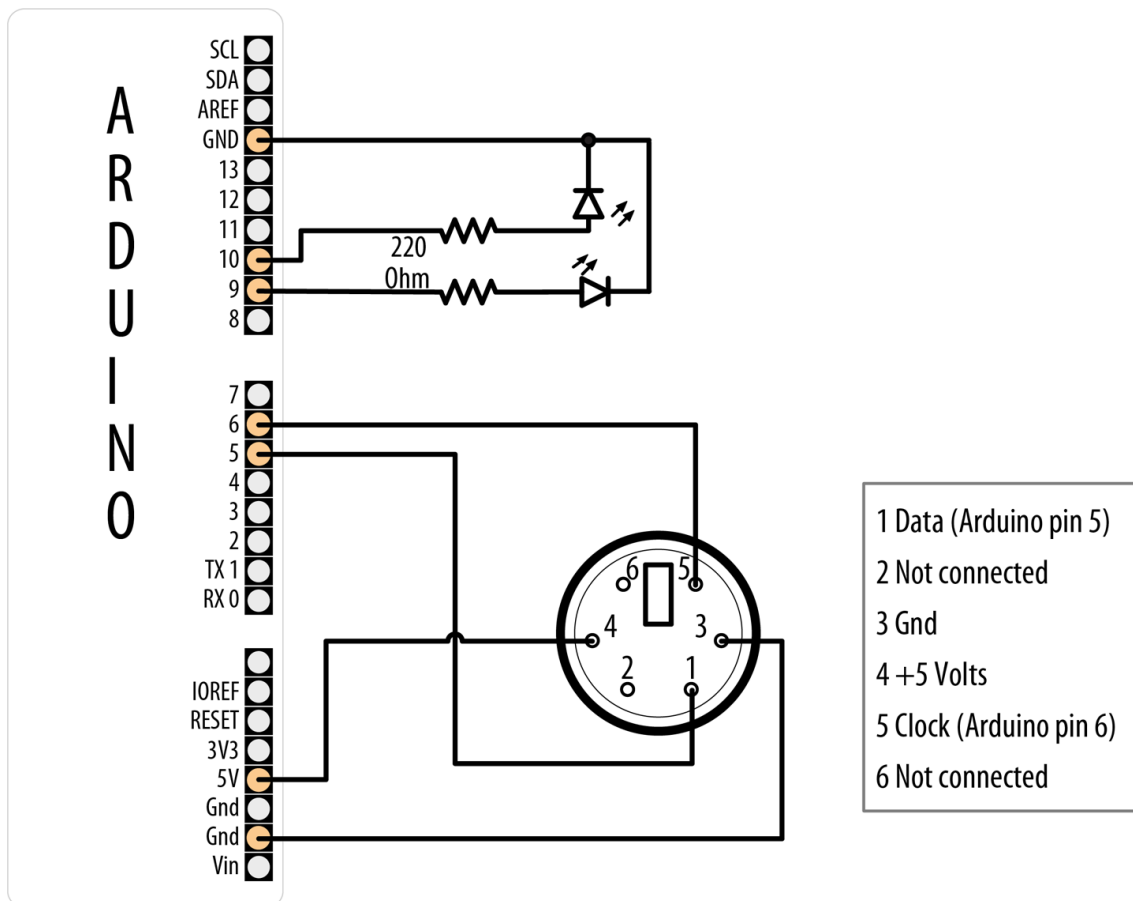 ARDUINO
SCL
SDA
AREF
GND
13
12
11
10
9
8
220
Ohm
7
6
5
4
3
2
TX 1
RX 0
IOREF
RESET
3V3
5V
Gnd
Gnd
Vin
6
5
4
3
2
1
1 Data (Arduino pin 5)
2 Not connected
3 Gnd
4 +5 Volts
5 Clock (Arduino pin 6)
6 Not connected